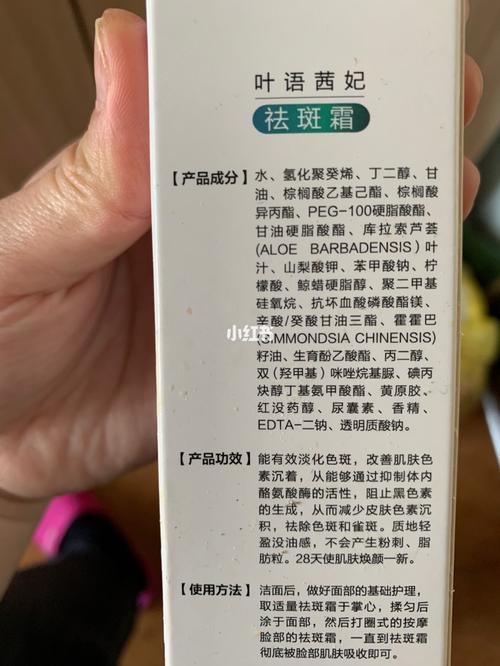 叶语茜妃
祛斑霜
【产品成分】水、氢化聚癸烯、丁二醇、甘
油、棕榈酸乙基己酯、棕榈酸
异丙酯、PEG-100硬脂酸酯、
甘油硬脂酸酯、库拉索芦荟
(ALOE BARBADENSIS) 叶
汁、山梨酸钾、苯甲酸钠、柠
檬酸、鲸蜡硬脂醇、聚二甲基
硅氧烷、抗坏血酸磷酸酯镁、
辛酸/癸酸甘油三酯、霍霍巴
小红书
(SIMMONDSIA CHINENSIS)
籽油、生育酚乙酸酯、丙二醇、
双（羟甲基）咪唑烷基脲、碘丙
炔醇丁基氨甲酸酯、黄原胶、
红没药醇、尿囊素、香精、
EDTA-二钠、透明质酸钠。
【产品功效】能有效淡化色斑，改善肌肤色
素沉着，从能够通过抑制体内
酪氨酸酶的活性，阻止黑色素
的生成，从而减少皮肤色素沉
积，祛除色斑和雀斑。质地轻
盈没油感，不会产生粉刺、脂
肪粒。28天使肌肤焕颜一新。
【使用方法】洁面后，做好面部的基础护理，
取适量祛斑霜于掌心，揉匀后
涂于面部，然后打圈式的按摩
脸部的祛斑霜，一直到祛斑霜
彻底被脸部肌肤吸收即可。